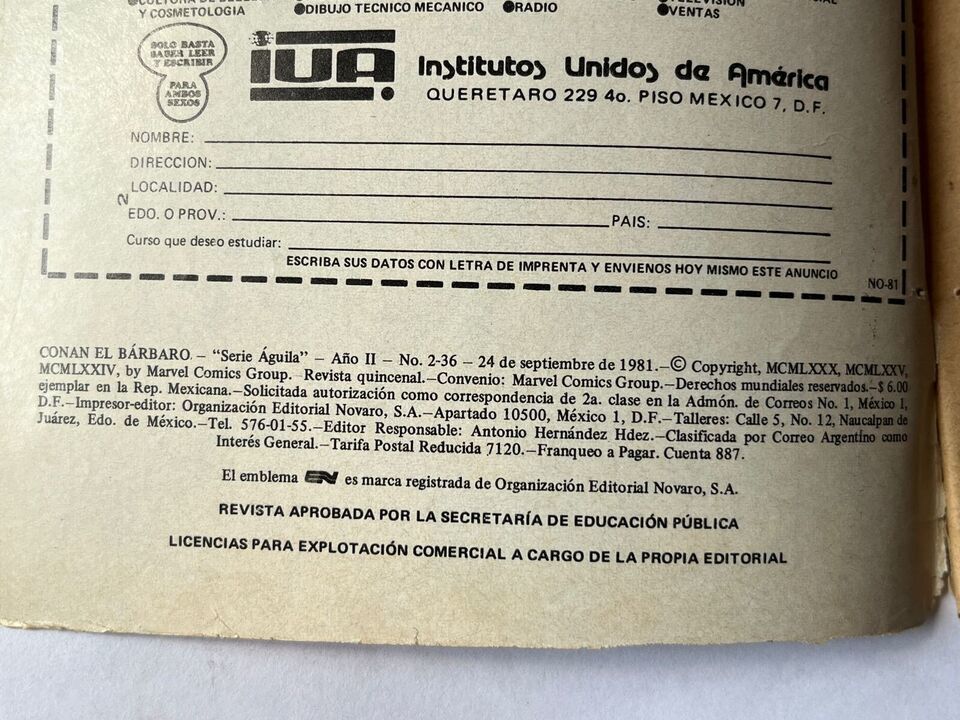 Y COSMETOLOGIA
●DIBUJO TECNICO MECANICO ●RADIO
●VENTAS
SOLO BASTA
SABER LEER
Y ESCRIBIR
PARA
AMBOS
SEXOS
IUA
Institutos Unidos de América
QUERETARO 229 4o. PISO MEXICO 7, D.F.
NOMBRE:
DIRECCION:
LOCALIDAD:
2
EDO. O PROV.: PAIS:
Curso que deseo estudiar:
ESCRIBA SUS DATOS CON LETRA DE IMPRENTA Y ENVIENOS HOY MISMO ESTE ANUNCIO
NO-81
CONAN EL BÁRBARO. – “Serie Águila” – Año II – No. 2-36 – 24 de septiembre de 1981.–© Copyright, MCMLXXX, MCMLXXV,
MCMLXXIV, by Marvel Comics Group.–Revista quincenal.–Convenio: Marvel Comics Group.–Derechos mundiales reservados.–$ 6.00
ejemplar en la Rep. Mexicana.–Solicitada autorización como correspondencia de 2a. clase en la Admón. de Correos No. 1, México 1,
D.F.–Impresor-editor: Organización Editorial Novaro, S.A.–Apartado 10500, México 1, D.F.–Talleres: Calle 5, No. 12, Naucalpan de
Juárez, Edo. de México.–Tel. 576-01-55.–Editor Responsable: Antonio Hernández Hdez.–Clasificada por Correo Argentino como
Interés General.–Tarifa Postal Reducida 7120.–Franqueo a Pagar. Cuenta 887.
El emblema EN es marca registrada de Organización Editorial Novaro, S.A.
REVISTA APROBADA POR LA SECRETARÍA DE EDUCACIÓN PÚBLICA
LICENCIAS PARA EXPLOTACIÓN COMERCIAL A CARGO DE LA PROPIA EDITORIAL